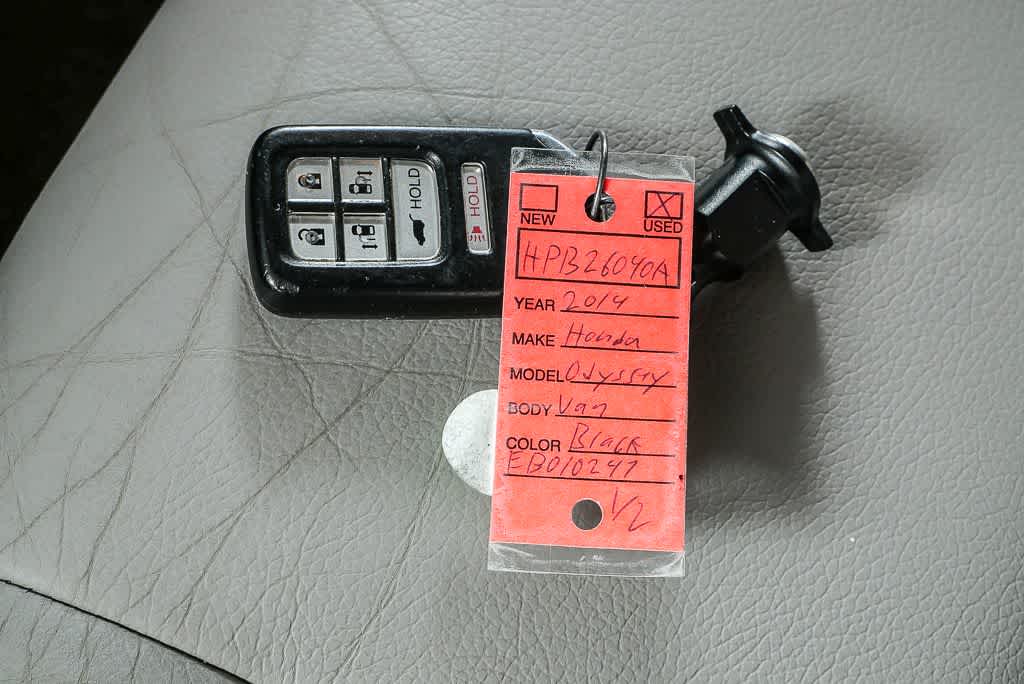 HOLD
HOLD
NEW USED
HPB26040A
YEAR 2014
MAKE Honda
MODEL Odyssey
BODY Van
COLOR Black
EB010247
1/2